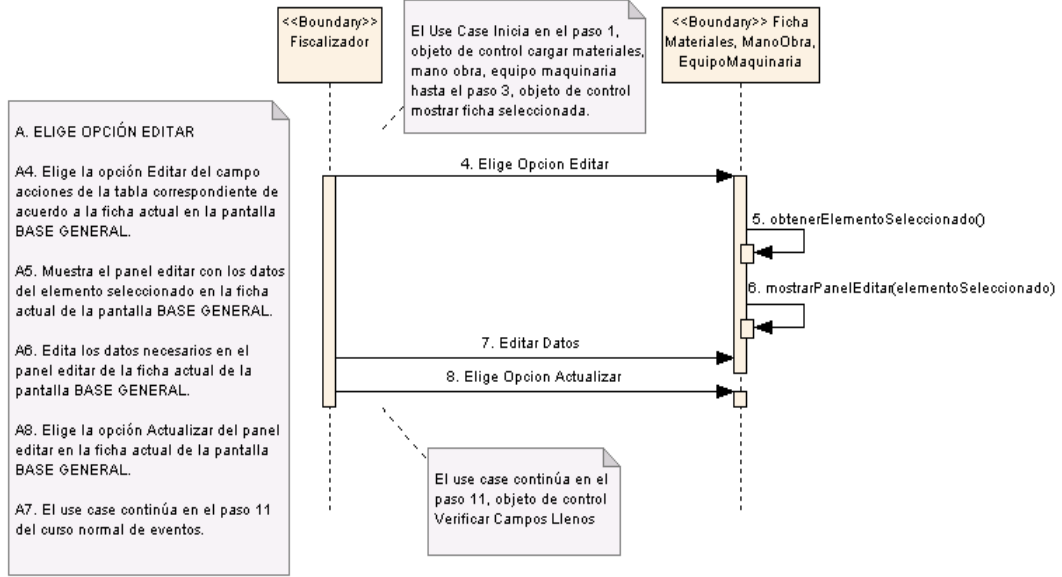 <<Boundary>>
Fiscalizador
El Use Case Inicia en el paso 1,
objeto de control cargar materiales,
mano obra, equipo maquinaria
hasta el paso 3, objeto de control
mostrar ficha seleccionada.
<<Boundary>> Ficha
Materiales, ManoObra,
EquipoMaquinaria
A. ELIGE OPCIÓN EDITAR
A4. Elige la opción Editar del campo
acciones de la tabla correspondiente de
acuerdo a la ficha actual en la pantalla
BASE GENERAL.
A5. Muestra el panel editar con los datos
del elemento seleccionado en la ficha
actual de la pantalla BASE GENERAL.
A6. Edita los datos necesarios en el
panel editar de la ficha actual de la
pantalla BASE GENERAL.
A8. Elige la opción Actualizar del panel
editar en la ficha actual de la pantalla
BASE GENERAL.
A7. El use case continúa en el paso 11
del curso normal de eventos.
4. Elige Opcion Editar
5. obtenerElementoSeleccionado()
6. mostrarPanelEditar(elementoSeleccionado)
7. Editar Datos
8. Elige Opcion Actualizar
El use case continúa en el
paso 11, objeto de control
Verificar Campos Llenos